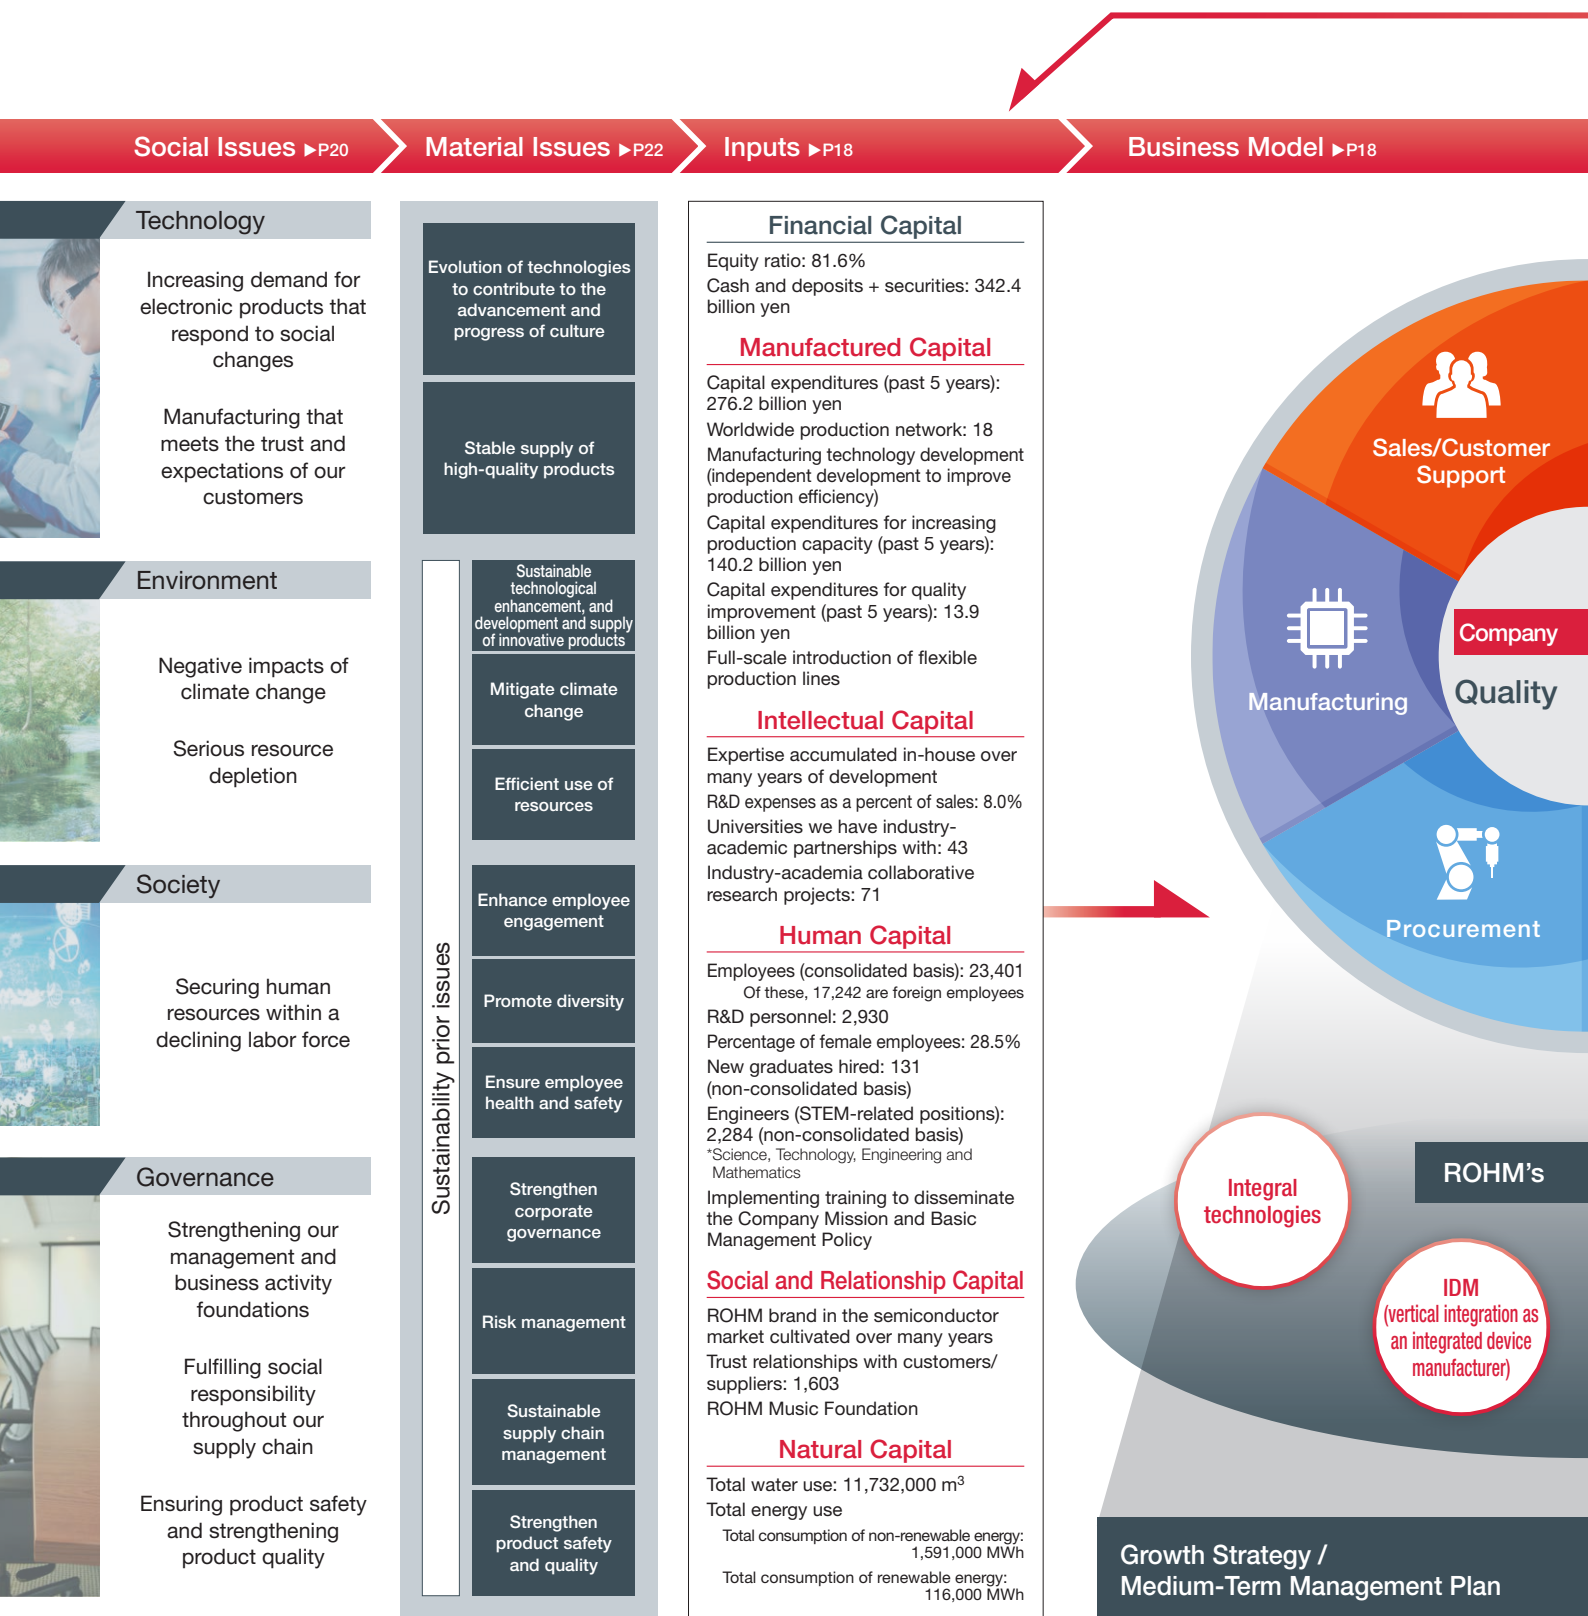 Social Issues ▶P20
Material Issues ▶P22
Inputs ▶P18
Business Model ▶P18
Technology
Increasing demand for
electronic products that
respond to social
changes
Manufacturing that
meets the trust and
expectations of our
customers
Environment
Negative impacts of
climate change
Serious resource
depletion
Society
Securing human
resources within a
declining labor force
Governance
Strengthening our
management and
business activity
foundations
Fulfilling social
responsibility
throughout our
supply chain
Ensuring product safety
and strengthening
product quality
Evolution of technologies
to contribute to the
advancement and
progress of culture
Stable supply of
high-quality products
Sustainability prior issues
Sustainable
technological
enhancement, and
development and supply
of innovative products
Mitigate climate
change
Efficient use of
resources
Enhance employee
engagement
Promote diversity
Ensure employee
health and safety
Strengthen
corporate
governance
Risk management
Sustainable
supply chain
management
Strengthen
product safety
and quality
Financial Capital
Equity ratio: 81.6%
Cash and deposits + securities: 342.4
billion yen
Manufactured Capital
Capital expenditures (past 5 years):
276.2 billion yen
Worldwide production network: 18
Manufacturing technology development
(independent development to improve
production efficiency)
Capital expenditures for increasing
production capacity (past 5 years):
140.2 billion yen
Capital expenditures for quality
improvement (past 5 years): 13.9
billion yen
Full-scale introduction of flexible
production lines
Intellectual Capital
Expertise accumulated in-house over
many years of development
R&D expenses as a percent of sales: 8.0%
Universities we have industry-
academic partnerships with: 43
Industry-academia collaborative
research projects: 71
Human Capital
Employees (consolidated basis): 23,401
Of these, 17,242 are foreign employees
R&D personnel: 2,930
Percentage of female employees: 28.5%
New graduates hired: 131
(non-consolidated basis)
Engineers (STEM-related positions):
2,284 (non-consolidated basis)
*Science, Technology, Engineering and
Mathematics
Implementing training to disseminate
the Company Mission and Basic
Management Policy
Social and Relationship Capital
ROHM brand in the semiconductor
market cultivated over many years
Trust relationships with customers/
suppliers: 1,603
ROHM Music Foundation
Natural Capital
Total water use: 11,732,000 m³
Total energy use
Total consumption of non-renewable energy:
1,591,000 MWh
Total consumption of renewable energy:
116,000 MWh
Sales/Customer
Support
Manufacturing
Procurement
Company
Quality
ROHM's
Integral
technologies
IDM
(vertical integration as
an integrated device
manufacturer)
Growth Strategy /
Medium-Term Management Plan